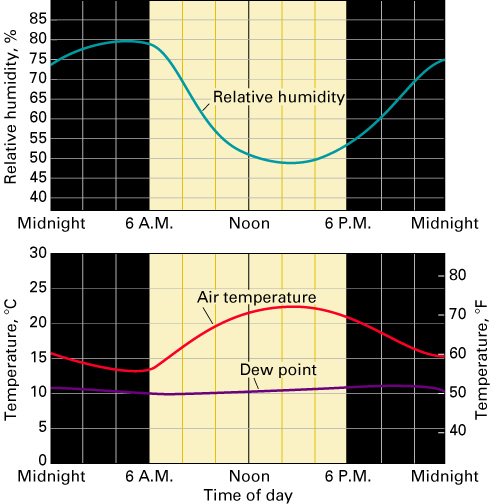 85
80
75
70
65
60
55
50
45
40
Relative humidity, %
Relative humidity
Midnight 6 A.M. Noon 6 P.M. Midnight
30
25
20
15
10
5
0
Temperature, °C
Air temperature
Dew point
80
70
60
50
40
Temperature, °F
Midnight 6 A.M. Noon 6 P.M. Midnight
Time of day